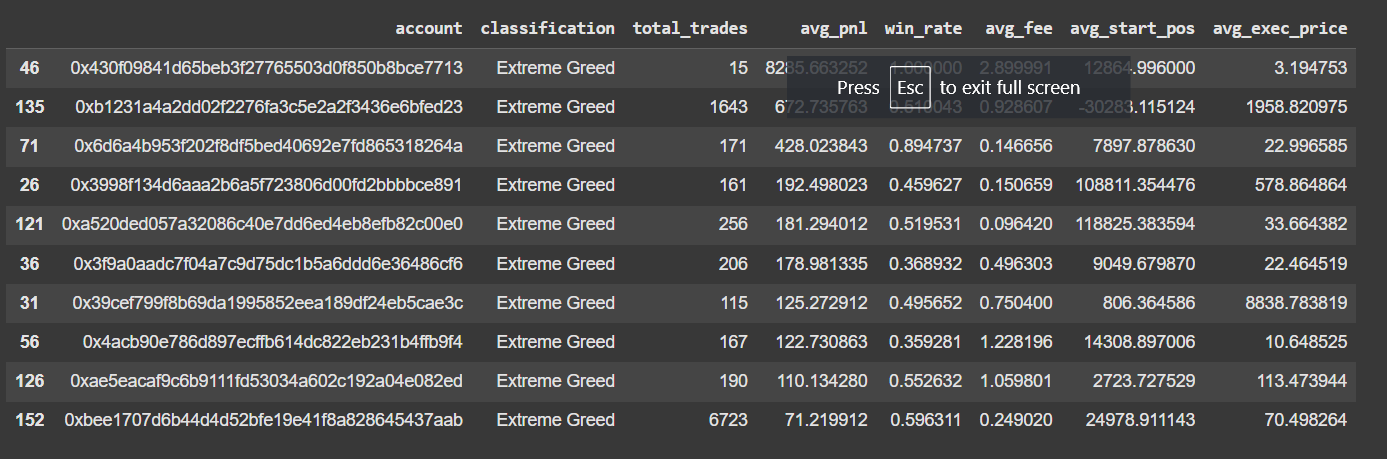 account classification total_trades avg_pnl win_rate avg_fee avg_start_pos avg_exec_price
46 0x430f09841d65beb3f27765503d0f850b8bce7713 Extreme Greed 15 8285.663252 1.000000 2.899991 12864.996000 3.194753
Press Esc to exit full screen
135 0xb1231a4a2dd02f2276fa3c5e2a2f3436e6bfed23 Extreme Greed 1643 672.735763 0.510043 0.928607 -30283.115124 1958.820975
71 0x6d6a4b953f202f8df5bed40692e7fd865318264a Extreme Greed 171 428.023843 0.894737 0.146656 7897.878630 22.996585
26 0x3998f134d6aaa2b6a5f723806d00fd2bbbbce891 Extreme Greed 161 192.498023 0.459627 0.150659 108811.354476 578.864864
121 0xa520ded057a32086c40e7dd6ed4eb8efb82c00e0 Extreme Greed 256 181.294012 0.519531 0.096420 118825.383594 33.664382
36 0x3f9a0aadc7f04a7c9d75dc1b5a6ddd6e36486cf6 Extreme Greed 206 178.981335 0.368932 0.496303 9049.679870 22.464519
31 0x39cef799f8b69da1995852eea189df24eb5cae3c Extreme Greed 115 125.272912 0.495652 0.750400 806.364586 8838.783819
56 0x4acb90e786d897ecffb614dc822eb231b4ffb9f4 Extreme Greed 167 122.730863 0.359281 1.228196 14308.897006 10.648525
126 0xae5eacaf9c6b9111fd53034a602c192a04e082ed Extreme Greed 190 110.134280 0.552632 1.059801 2723.727529 113.473944
152 0xbee1707d6b44d4d52bfe19e41f8a828645437aab Extreme Greed 6723 71.219912 0.596311 0.249020 24978.911143 70.498264